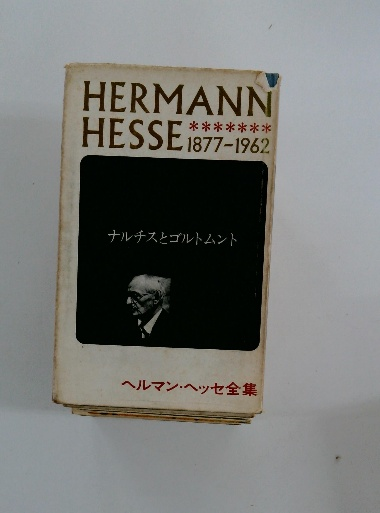 HERMANN
HESSE *******
1877-1962
ナルチスとゴルトムント
ヘルマン・ヘッセ全集